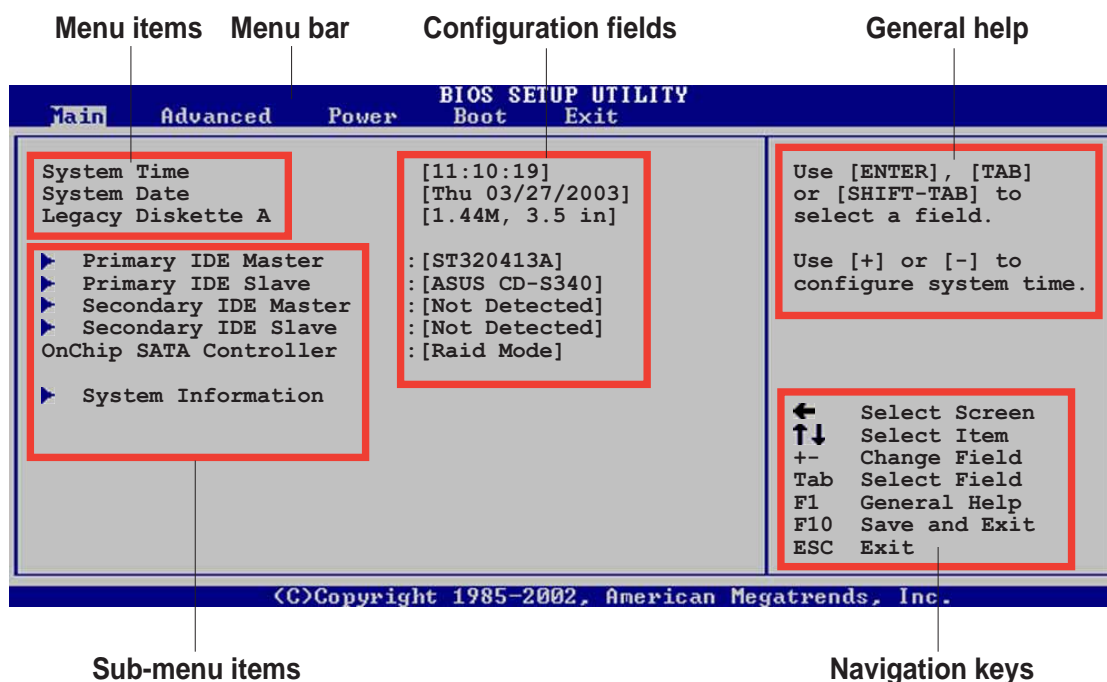 Menu items Menu bar Configuration fields General help
BIOS SETUP UTILITY
Main Advanced Power Boot Exit
System Time [11:10:19]
System Date [Thu 03/27/2003]
Legacy Diskette A [1.44M, 3.5 in]
Primary IDE Master :[ST320413A]
Primary IDE Slave :[ASUS CD-S340]
Secondary IDE Master :[Not Detected]
Secondary IDE Slave :[Not Detected]
OnChip SATA Controller :[Raid Mode]
System Information
Use [ENTER], [TAB]
or [SHIFT-TAB] to
select a field.
Use [+] or [-] to
configure system time.
← Select Screen
↑↓ Select Item
+- Change Field
Tab Select Field
F1 General Help
F10 Save and Exit
ESC Exit
(C)Copyright 1985-2002, American Megatrends, Inc.
Sub-menu items Navigation keys